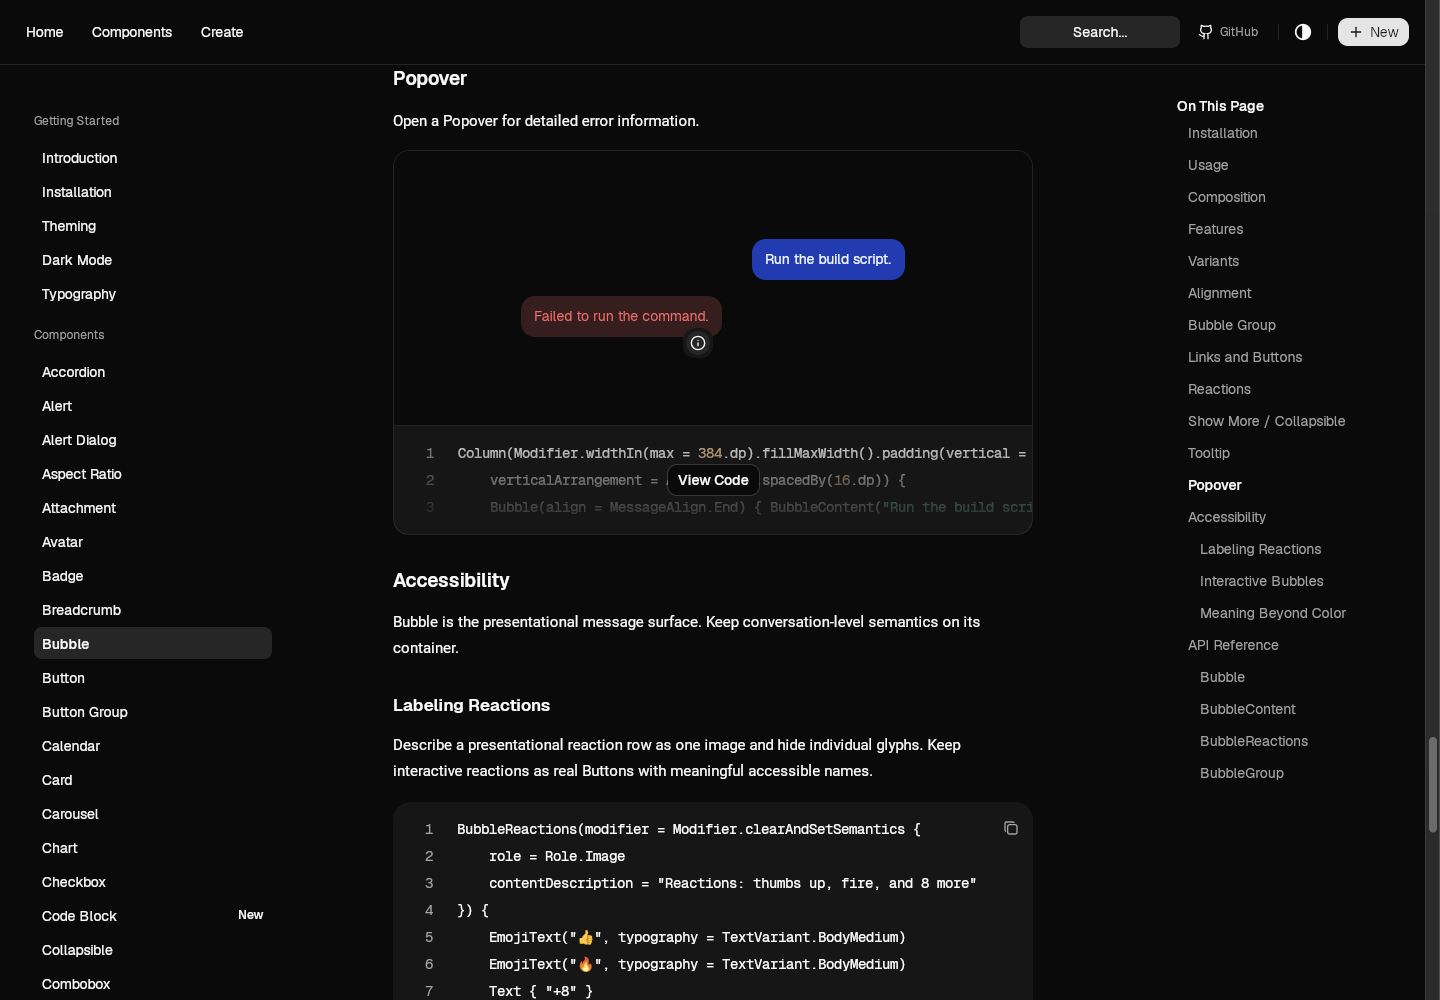 Home
Components
Create
Search...
GitHub
New
Getting Started
Introduction
Installation
Theming
Dark Mode
Typography
Components
Accordion
Alert
Alert Dialog
Aspect Ratio
Attachment
Avatar
Badge
Breadcrumb
Bubble
Button
Button Group
Calendar
Card
Carousel
Chart
Checkbox
Code Block
New
Collapsible
Combobox
Popover
Open a Popover for detailed error information.
Run the build script.
Failed to run the command.
1 Column(Modifier.widthIn(max = 384.dp).fillMaxWidth().padding(vertical =
2 verticalArrangement = spacedBy(16.dp)) {
View Code
3 Bubble(align = MessageAlign.End) { BubbleContent("Run the build scri
Accessibility
Bubble is the presentational message surface. Keep conversation-level semantics on its
container.
Labeling Reactions
Describe a presentational reaction row as one image and hide individual glyphs. Keep
interactive reactions as real Buttons with meaningful accessible names.
1 BubbleReactions(modifier = Modifier.clearAndSetSemantics {
2 role = Role.Image
3 contentDescription = "Reactions: thumbs up, fire, and 8 more"
4 }) {
5 EmojiText("👍", typography = TextVariant.BodyMedium)
6 EmojiText("🔥", typography = TextVariant.BodyMedium)
7 Text { "+8" }
On This Page
Installation
Usage
Composition
Features
Variants
Alignment
Bubble Group
Links and Buttons
Reactions
Show More / Collapsible
Tooltip
Popover
Accessibility
Labeling Reactions
Interactive Bubbles
Meaning Beyond Color
API Reference
Bubble
BubbleContent
BubbleReactions
BubbleGroup